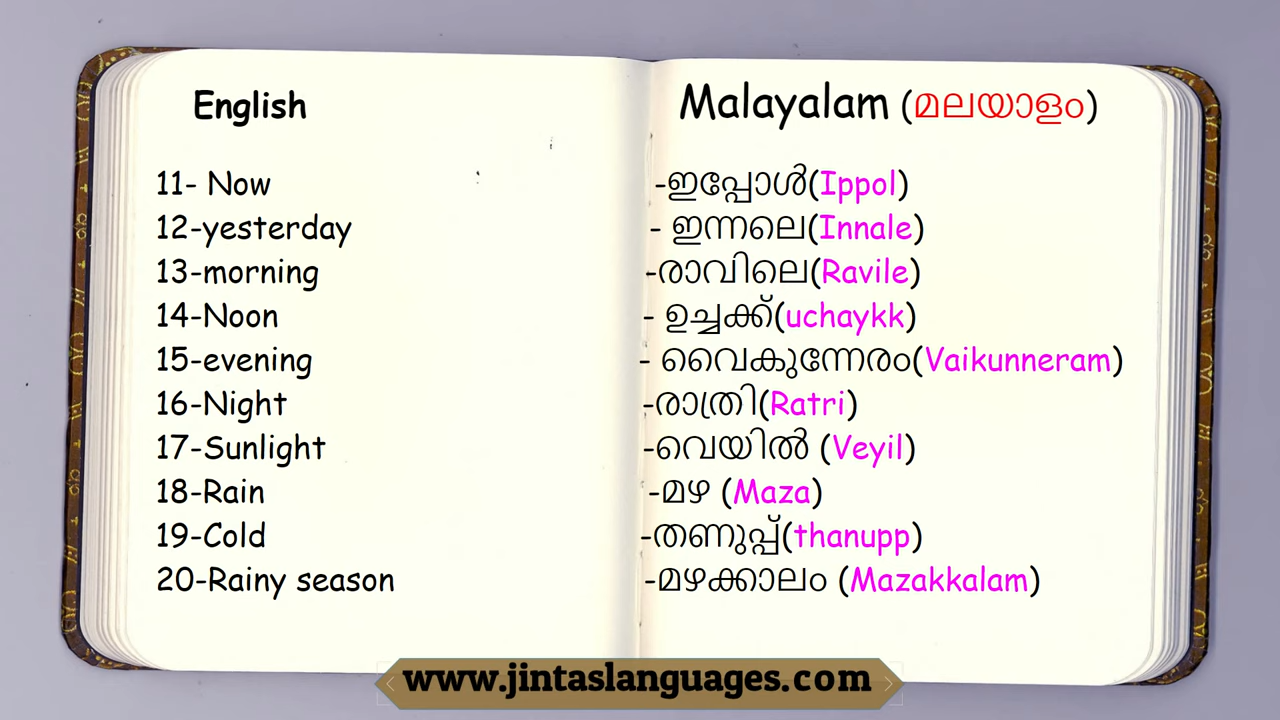 English Malayalam (മലയാളം)
11- Now -ഇപ്പോൾ(Ippol)
12-yesterday - ഇന്നലെ(Innale)
13-morning -രാവിലെ(Ravile)
14-Noon - ഉച്ചക്ക്(uchaykk)
15-evening - വൈകുന്നേരം(Vaikunneram)
16-Night -രാത്രി(Ratri)
17-Sunlight -വെയിൽ (Veyil)
18-Rain -മഴ (Maza)
19-Cold -തണുപ്പ്(thanupp)
20-Rainy season -മഴക്കാലം (Mazakkalam)
www.jintaslanguages.com